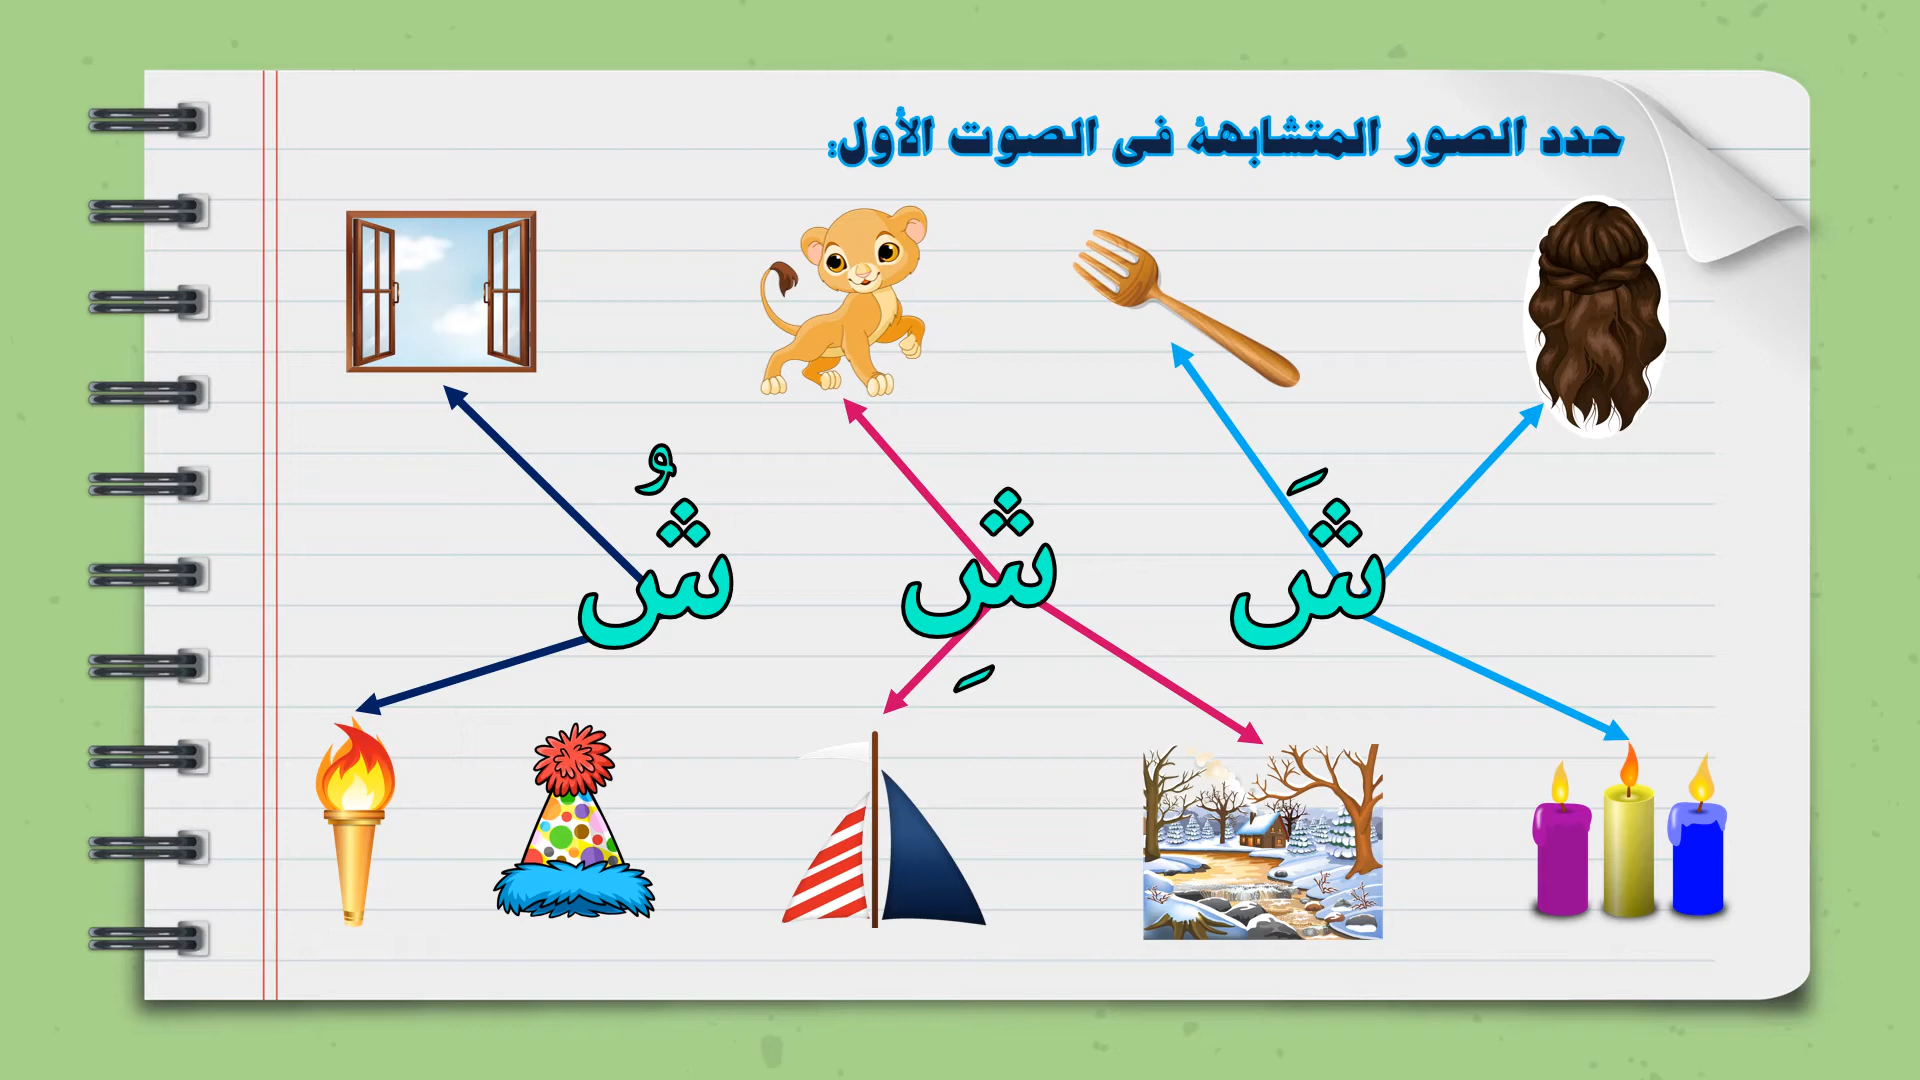 حدد الصور المتشابهة فى الصوت الأول:
شَ شِ شُ